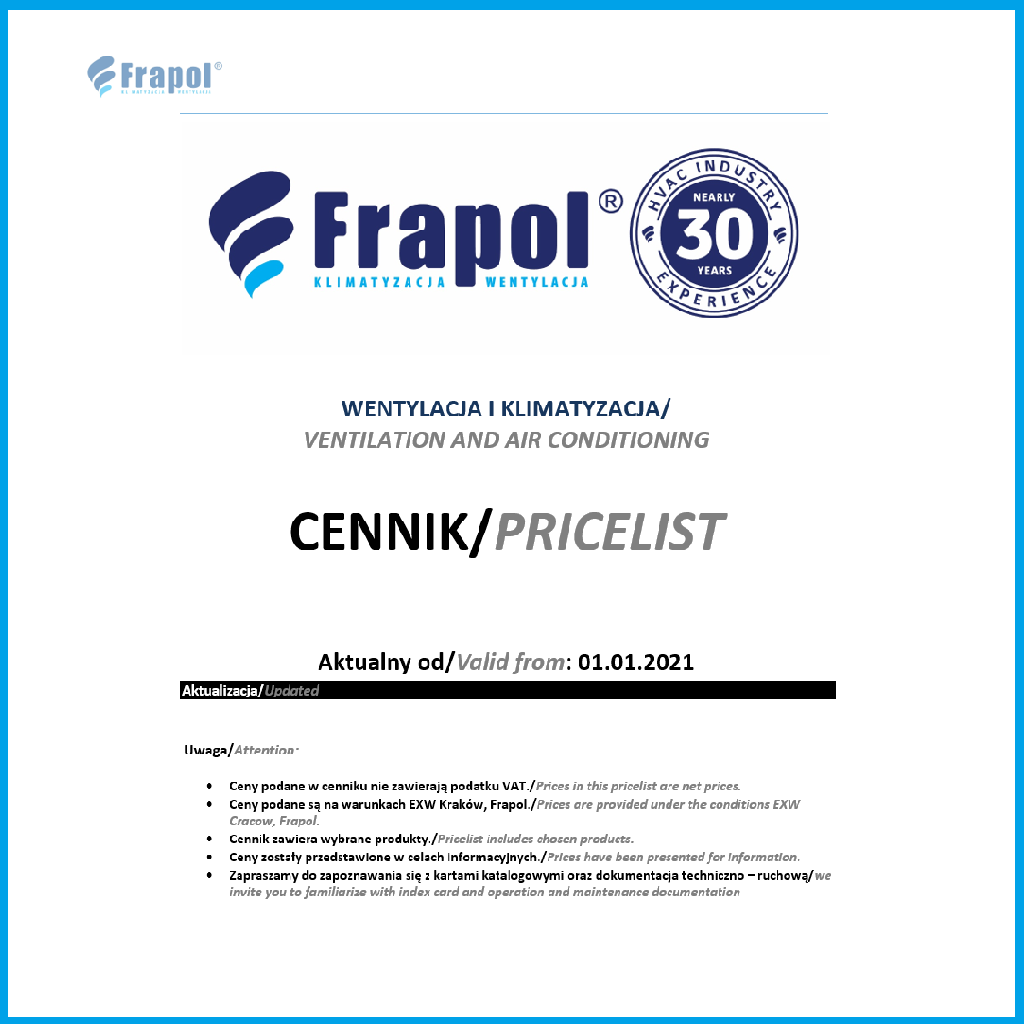 Frapol®
KLIMATYZACJA WENTYLACJA
Frapol®
KLIMATYZACJA WENTYLACJA
HVAC INDUSTRY
NEARLY
30
YEARS
EXPERIENCE
WENTYLACJA I KLIMATYZACJA/
VENTILATION AND AIR CONDITIONING
CENNIK/PRICELIST
Aktualny od/Valid from: 01.01.2021
Aktualizacja/Updated
Uwaga/Attention:
• Ceny podane w cenniku nie zawierają podatku VAT./Prices in this pricelist are net prices.
• Ceny podane są na warunkach EXW Kraków, Frapol./Prices are provided under the conditions EXW
Cracow, Frapol.
• Cennik zawiera wybrane produkty./Pricelist includes chosen products.
• Ceny zostały przedstawione w celach informacyjnych./Prices have been presented for information.
• Zapraszamy do zapoznawania się z kartami katalogowymi oraz dokumentacja techniczno – ruchową/we
invite you to familiarize with index card and operation and maintenance documentation